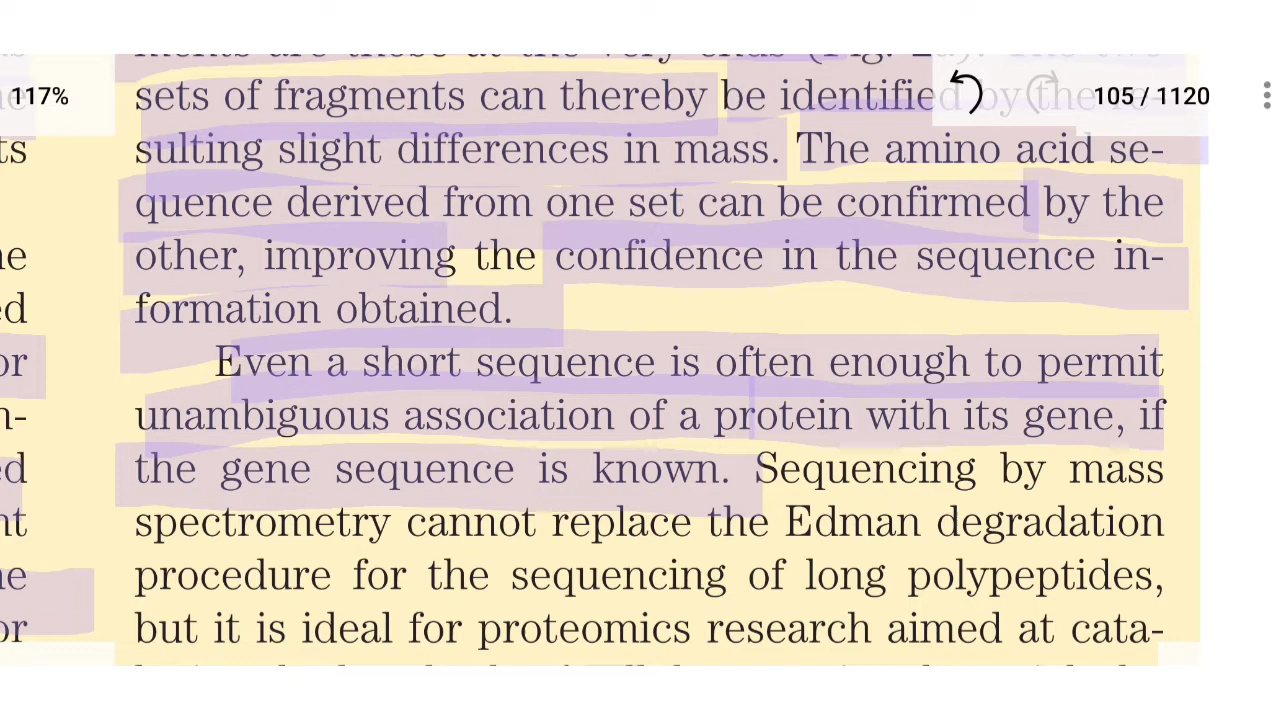 117%
105 / 1120
sets of fragments can thereby be identified by the re-
sulting slight differences in mass. The amino acid se-
quence derived from one set can be confirmed by the
other, improving the confidence in the sequence in-
formation obtained.
Even a short sequence is often enough to permit
unambiguous association of a protein with its gene, if
the gene sequence is known. Sequencing by mass
spectrometry cannot replace the Edman degradation
procedure for the sequencing of long polypeptides,
but it is ideal for proteomics research aimed at cata-